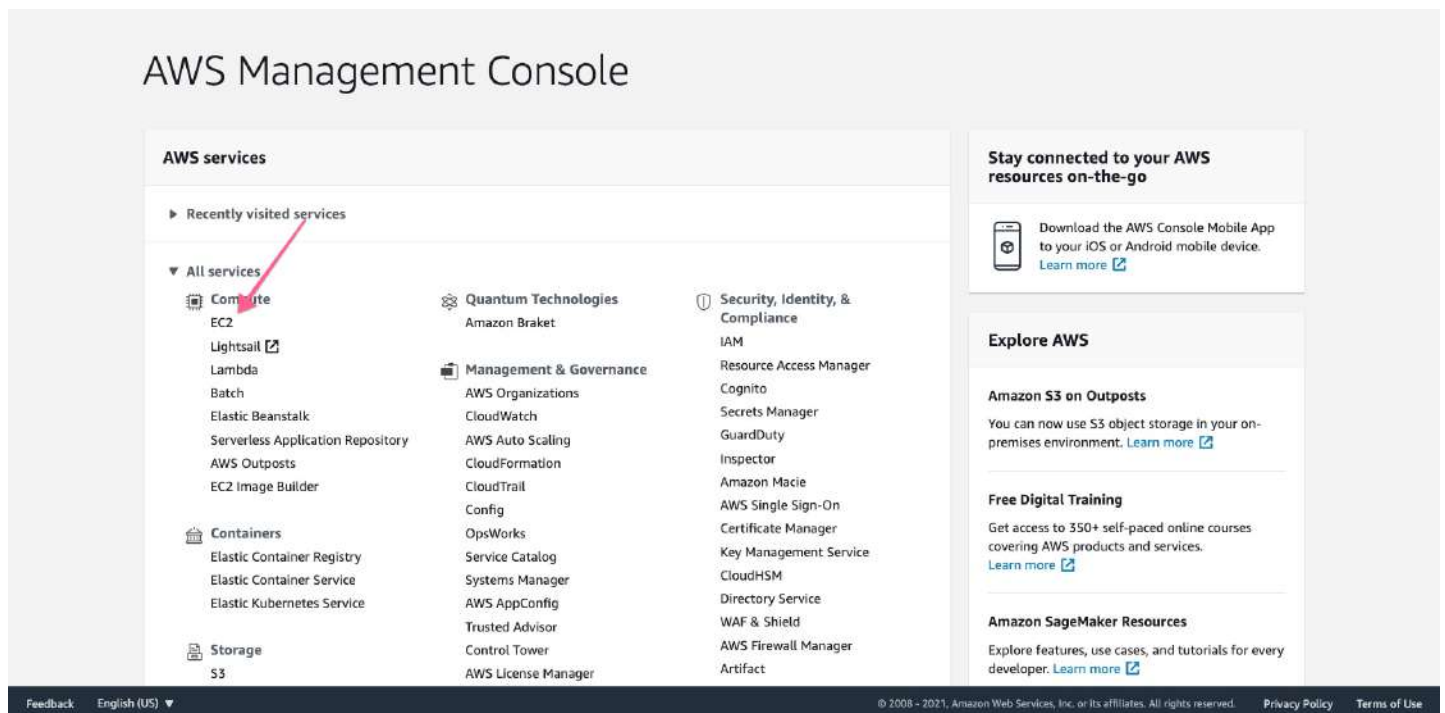 AWS Management Console
AWS services
Recently visited services
All services
Compute
EC2
Lightsail
Lambda
Batch
Elastic Beanstalk
Serverless Application Repository
AWS Outposts
EC2 Image Builder
Containers
Elastic Container Registry
Elastic Container Service
Elastic Kubernetes Service
Storage
S3
Quantum Technologies
Amazon Braket
Management & Governance
AWS Organizations
CloudWatch
AWS Auto Scaling
CloudFormation
CloudTrail
Config
OpsWorks
Service Catalog
Systems Manager
AWS AppConfig
Trusted Advisor
Control Tower
AWS License Manager
Security, Identity, &
Compliance
IAM
Resource Access Manager
Cognito
Secrets Manager
GuardDuty
Inspector
Amazon Macie
AWS Single Sign-On
Certificate Manager
Key Management Service
CloudHSM
Directory Service
WAF & Shield
AWS Firewall Manager
Artifact
Stay connected to your AWS
resources on-the-go
Download the AWS Console Mobile App
to your iOS or Android mobile device.
Learn more
Explore AWS
Amazon S3 on Outposts
You can now use S3 object storage in your on-
premises environment. Learn more
Free Digital Training
Get access to 350+ self-paced online courses
covering AWS products and services.
Learn more
Amazon SageMaker Resources
Explore features, use cases, and tutorials for every
developer. Learn more
Feedback English (US) © 2008 - 2021, Amazon Web Services, Inc. or its affiliates. All rights reserved. Privacy Policy Terms of Use